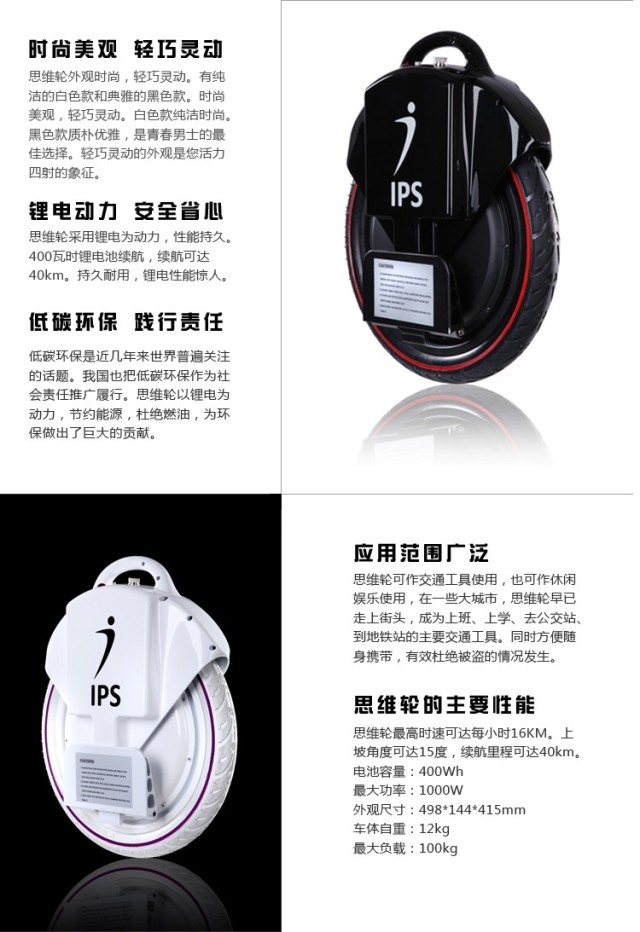 时尚美观 轻巧灵动
思维轮外观时尚，轻巧灵动。有纯
洁的白色款和典雅的黑色款。时尚
美观，轻巧灵动。白色款纯洁时尚。
黑色款质朴优雅，是青春男士的最
佳选择。轻巧灵动的外观是您活力
四射的象征。
锂电动力 安全省心
思维轮采用锂电为动力，性能持久。
400瓦时锂电池续航，续航可达
40km。持久耐用，锂电性能惊人。
低碳环保 践行责任
低碳环保是近几年来世界普遍关注
的话题。我国也把低碳环保作为社
会责任推广履行。思维轮以锂电为
动力，节约能源，杜绝燃油，为环
保做出了巨大的贡献。
IPS
IPS
应用范围广泛
思维轮可作交通工具使用，也可作休闲
娱乐使用，在一些大城市，思维轮早已
走上街头，成为上班、上学、去公交站、
到地铁站的主要交通工具。同时方便随
身携带，有效杜绝被盗的情况发生。
思维轮的主要性能
思维轮最高时速可达每小时16KM。上
坡角度可达15度，续航里程可达40km。
电池容量：400Wh
最大功率：1000W
外观尺寸：498*144*415mm
车体自重：12kg
最大负载：100kg